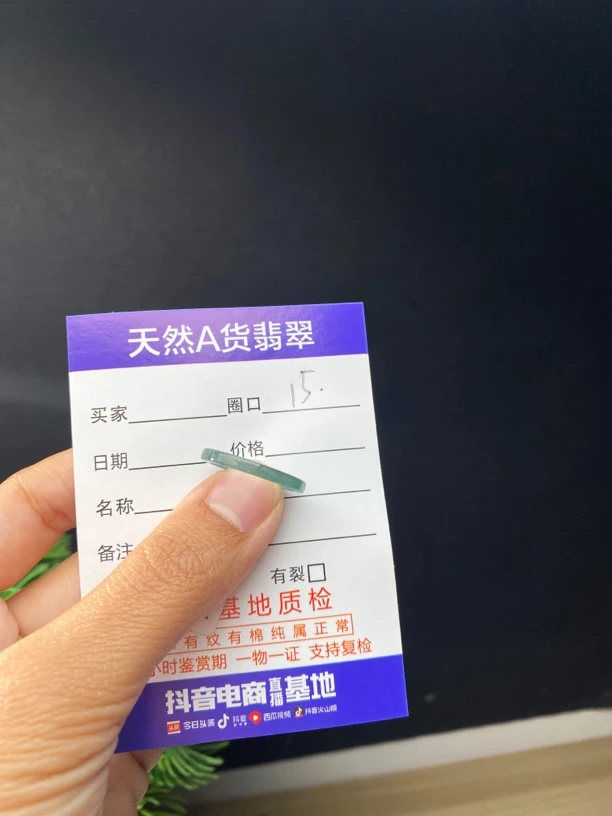 天然A货翡翠
买家 圈口 15.
日期 价格
名称
备注
有裂
基地质检
有纹有棉纯属正常
小时鉴赏期 一物一证 支持复检
抖音电商直播基地
头条 今日头条 抖音 西瓜视频 抖音火山版